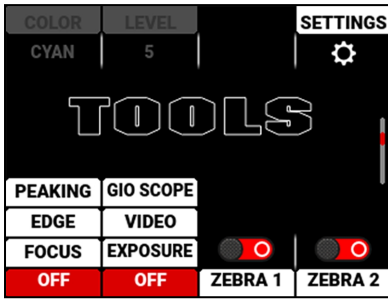 COLOR LEVEL SETTINGS
CYAN 5
TOOLS
PEAKING GIO SCOPE
EDGE VIDEO
FOCUS EXPOSURE
OFF OFF ZEBRA 1 ZEBRA 2